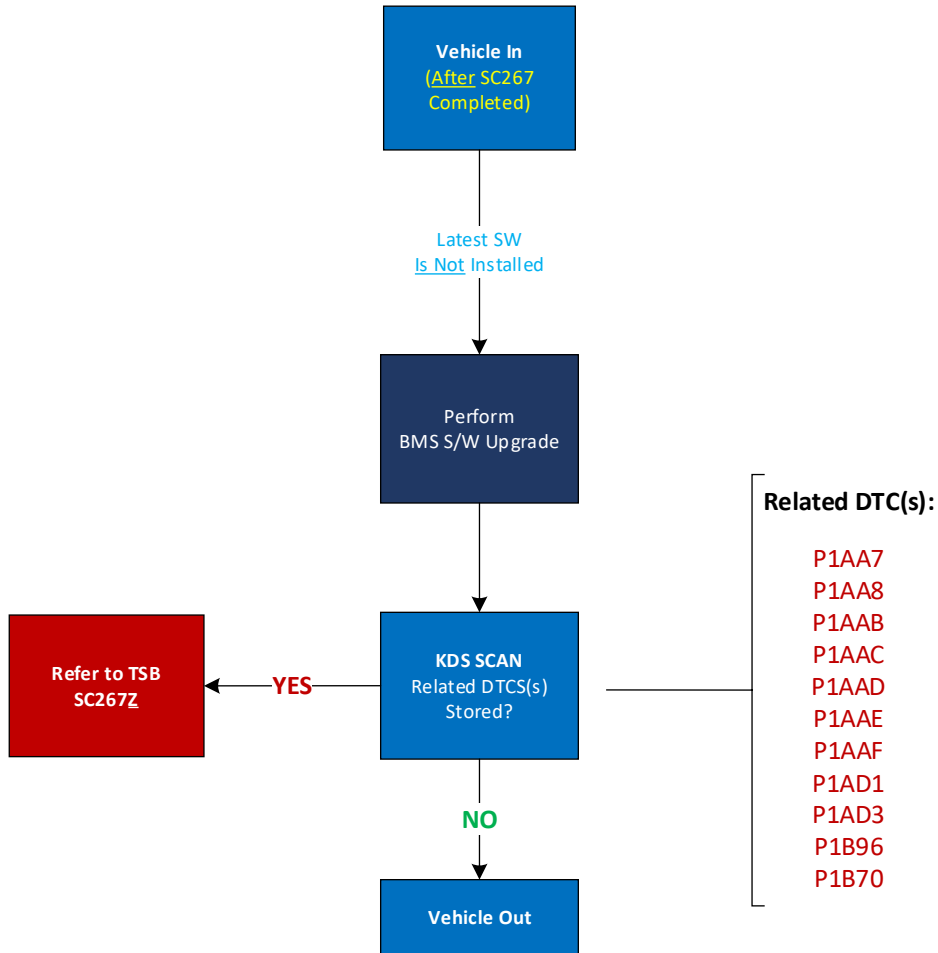 Vehicle In
(After SC267
Completed)
Latest SW
Is Not Installed
Perform
BMS S/W Upgrade
Related DTC(s):
P1AA7
P1AA8
P1AAB
P1AAC
P1AAD
P1AAE
P1AAF
P1AD1
P1AD3
P1B96
P1B70
KDS SCAN
Related DTCS(s)
Stored?
YES
Refer to TSB
SC267Z
NO
Vehicle Out